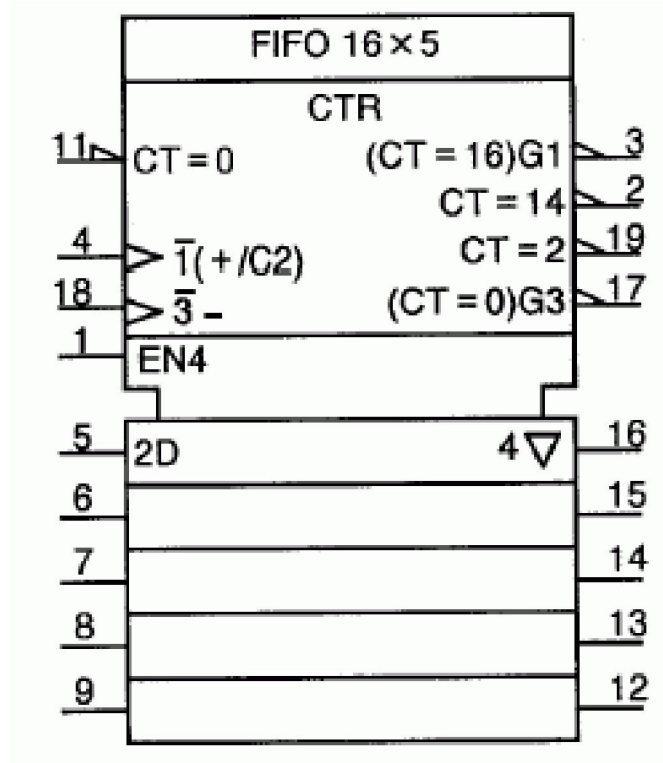 FIFO 16×5
CTR
11 CT=0 (CT = 16)G1 3
CT = 14 2
4 1̅(+/C2) CT = 2 19
18 3̅– (CT = 0)G3 17
1 EN4
5 2D 4▽ 16
6 15
7 14
8 13
9 12